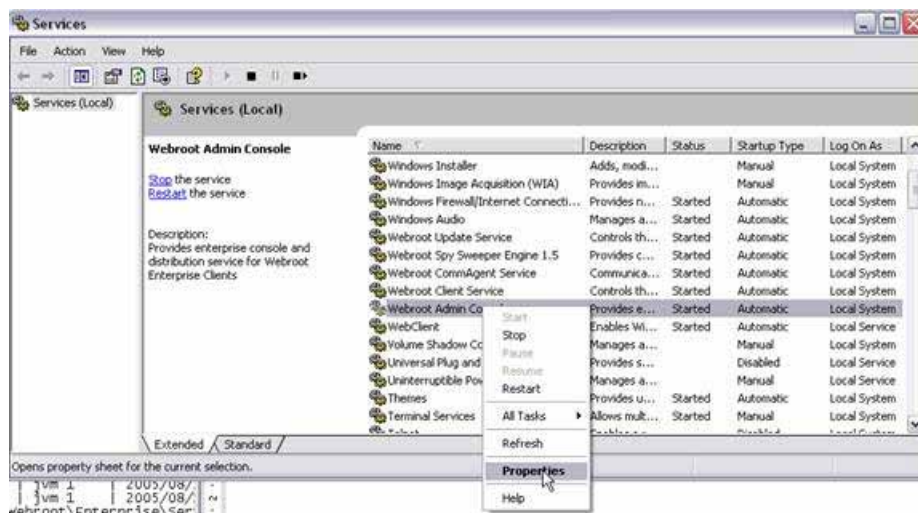 Services
File Action View Help
Services (Local)
Services (Local)
Webroot Admin Console
Stop the service
Restart the service
Description:
Provides enterprise console and
distribution service for Webroot
Enterprise Clients
Name Description Status Startup Type Log On As
Windows Installer Adds, modi... Manual Local System
Windows Image Acquisition (WIA) Provides im... Manual Local System
Windows Firewall/Internet Connecti... Provides n... Started Automatic Local System
Windows Audio Manages a... Started Automatic Local System
Webroot Update Service Controls th... Started Automatic Local System
Webroot Spy Sweeper Engine 1.5 Provides c... Started Automatic Local System
Webroot CommAgent Service Communica... Started Automatic Local System
Webroot Client Service Controls th... Started Automatic Local System
Webroot Admin Co Provides e... Started Automatic Local System
WebClient Enables Wi... Started Automatic Local Service
Volume Shadow Co Manages a... Manual Local System
Universal Plug and Provides s... Disabled Local Service
Uninterruptible Pow Manages a... Manual Local Service
Themes Provides u... Started Automatic Local System
Terminal Services Allows mult... Started Manual Local System
Start
Stop
Pause
Resume
Restart
All Tasks
Refresh
Properties
Help
Extended Standard
Opens property sheet for the current selection.
| jvm 1 | 2005/08/
| jvm 1 | 2005/08/
webroot\Enterprise\Ser